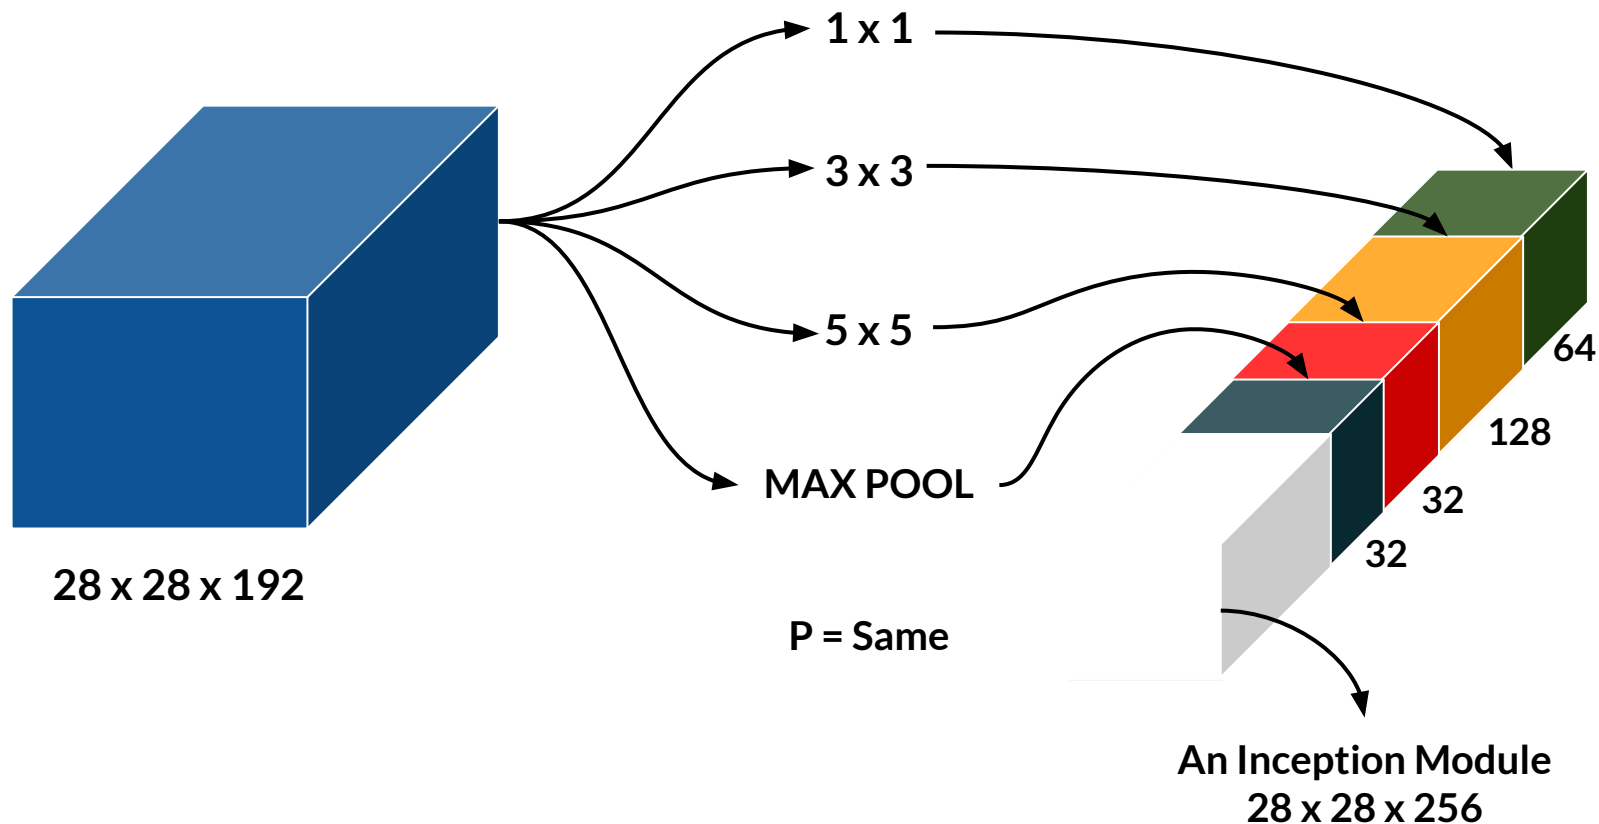 1 x 1
3 x 3
5 x 5
MAX POOL
P = Same
28 x 28 x 192
64
128
32
32
An Inception Module
28 x 28 x 256